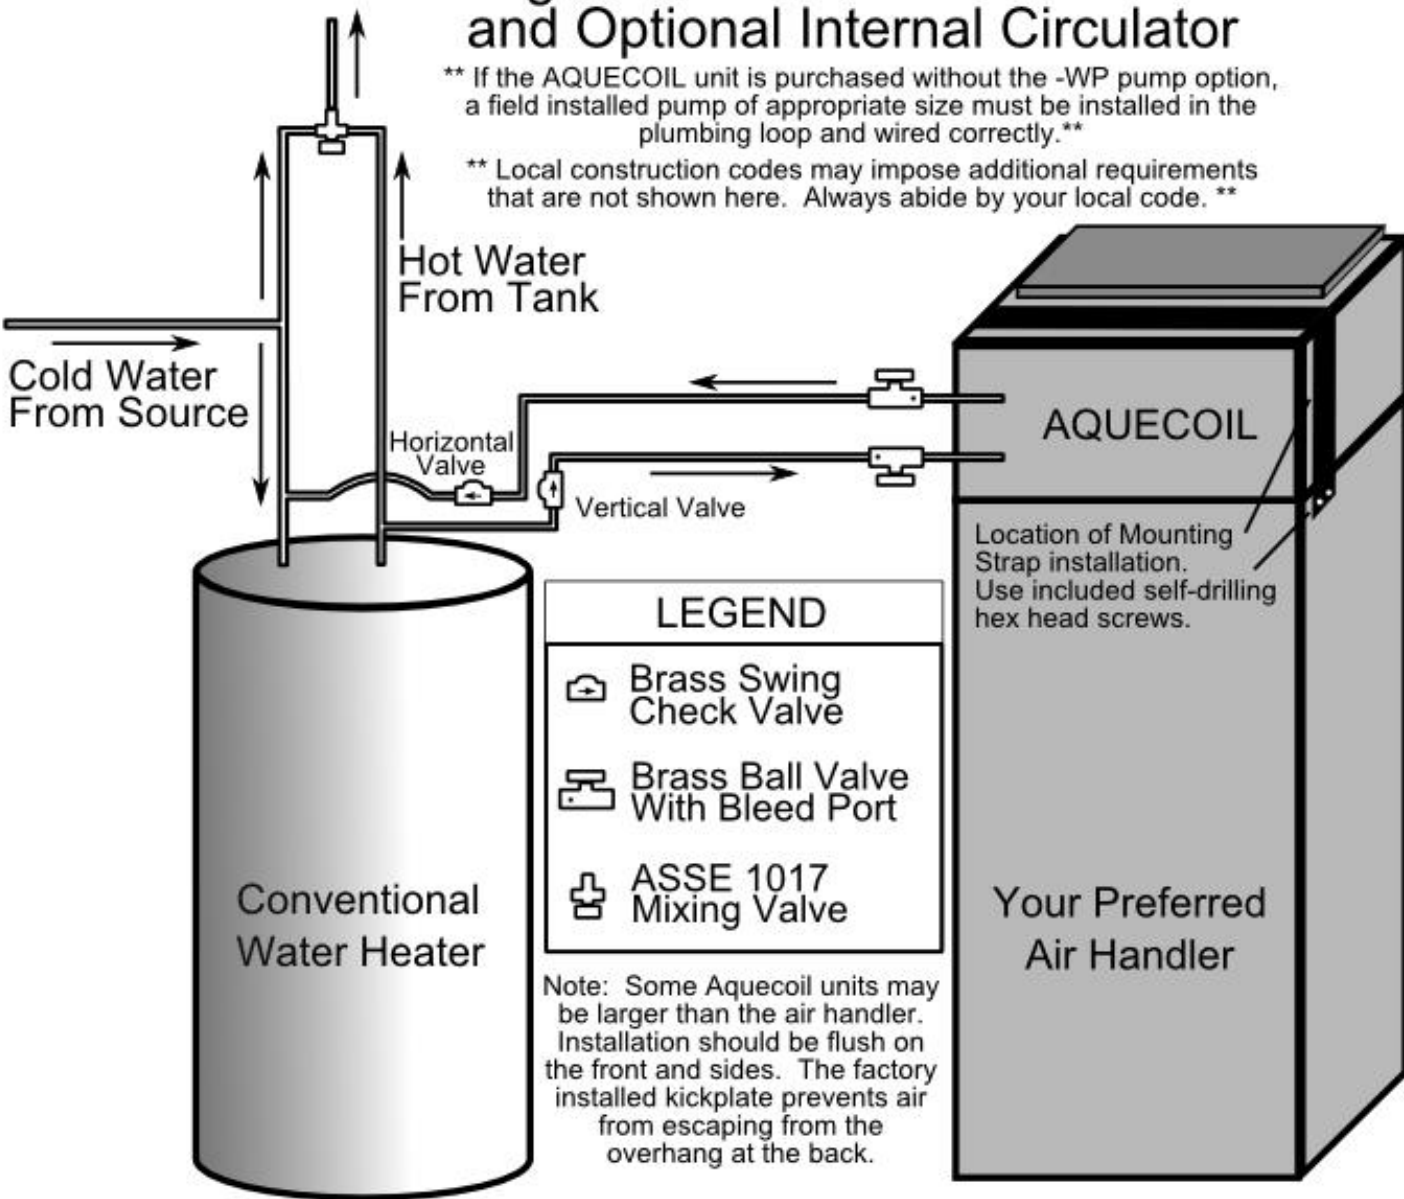 and Optional Internal Circulator
** If the AQUECOIL unit is purchased without the -WP pump option,
a field installed pump of appropriate size must be installed in the
plumbing loop and wired correctly.**
** Local construction codes may impose additional requirements
that are not shown here. Always abide by your local code. **
Hot Water
From Tank
Cold Water
From Source
Horizontal
Valve
Vertical Valve
AQUECOIL
Location of Mounting
Strap installation.
Use included self-drilling
hex head screws.
LEGEND
Brass Swing
Check Valve
Brass Ball Valve
With Bleed Port
ASSE 1017
Mixing Valve
Conventional
Water Heater
Your Preferred
Air Handler
Note: Some Aquecoil units may
be larger than the air handler.
Installation should be flush on
the front and sides. The factory
installed kickplate prevents air
from escaping from the
overhang at the back.